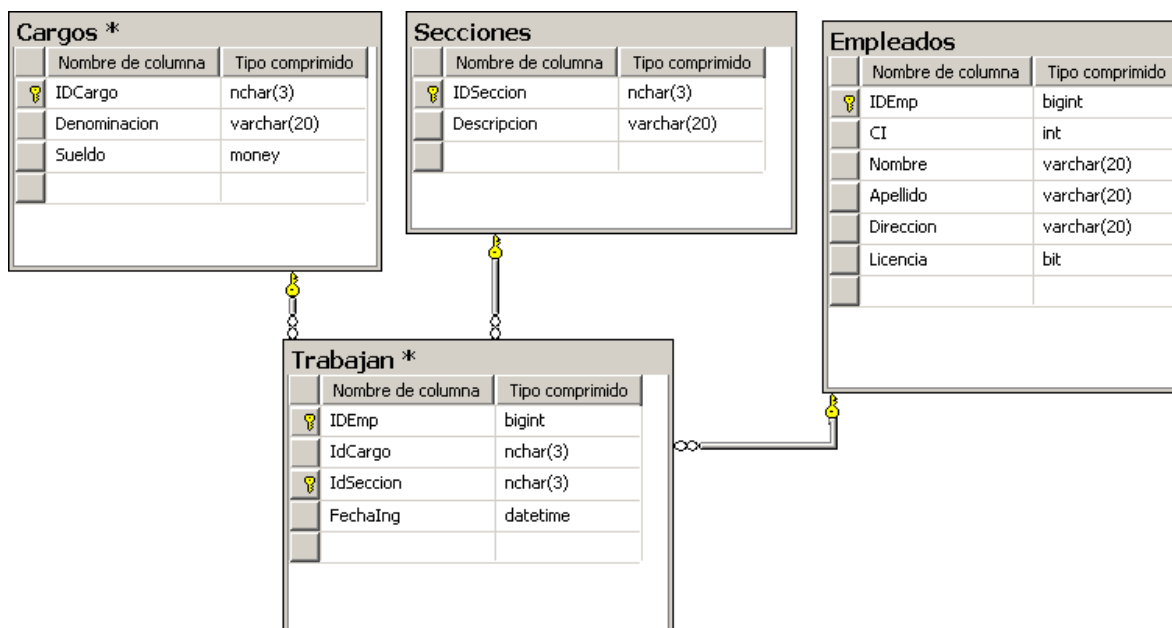 Cargos *
Nombre de columna Tipo comprimido
IDCargo nchar(3)
Denominacion varchar(20)
Sueldo money
Secciones
Nombre de columna Tipo comprimido
IDSeccion nchar(3)
Descripcion varchar(20)
Empleados
Nombre de columna Tipo comprimido
IDEmp bigint
CI int
Nombre varchar(20)
Apellido varchar(20)
Direccion varchar(20)
Licencia bit
Trabajan *
Nombre de columna Tipo comprimido
IDEmp bigint
IdCargo nchar(3)
IdSeccion nchar(3)
FechaIng datetime